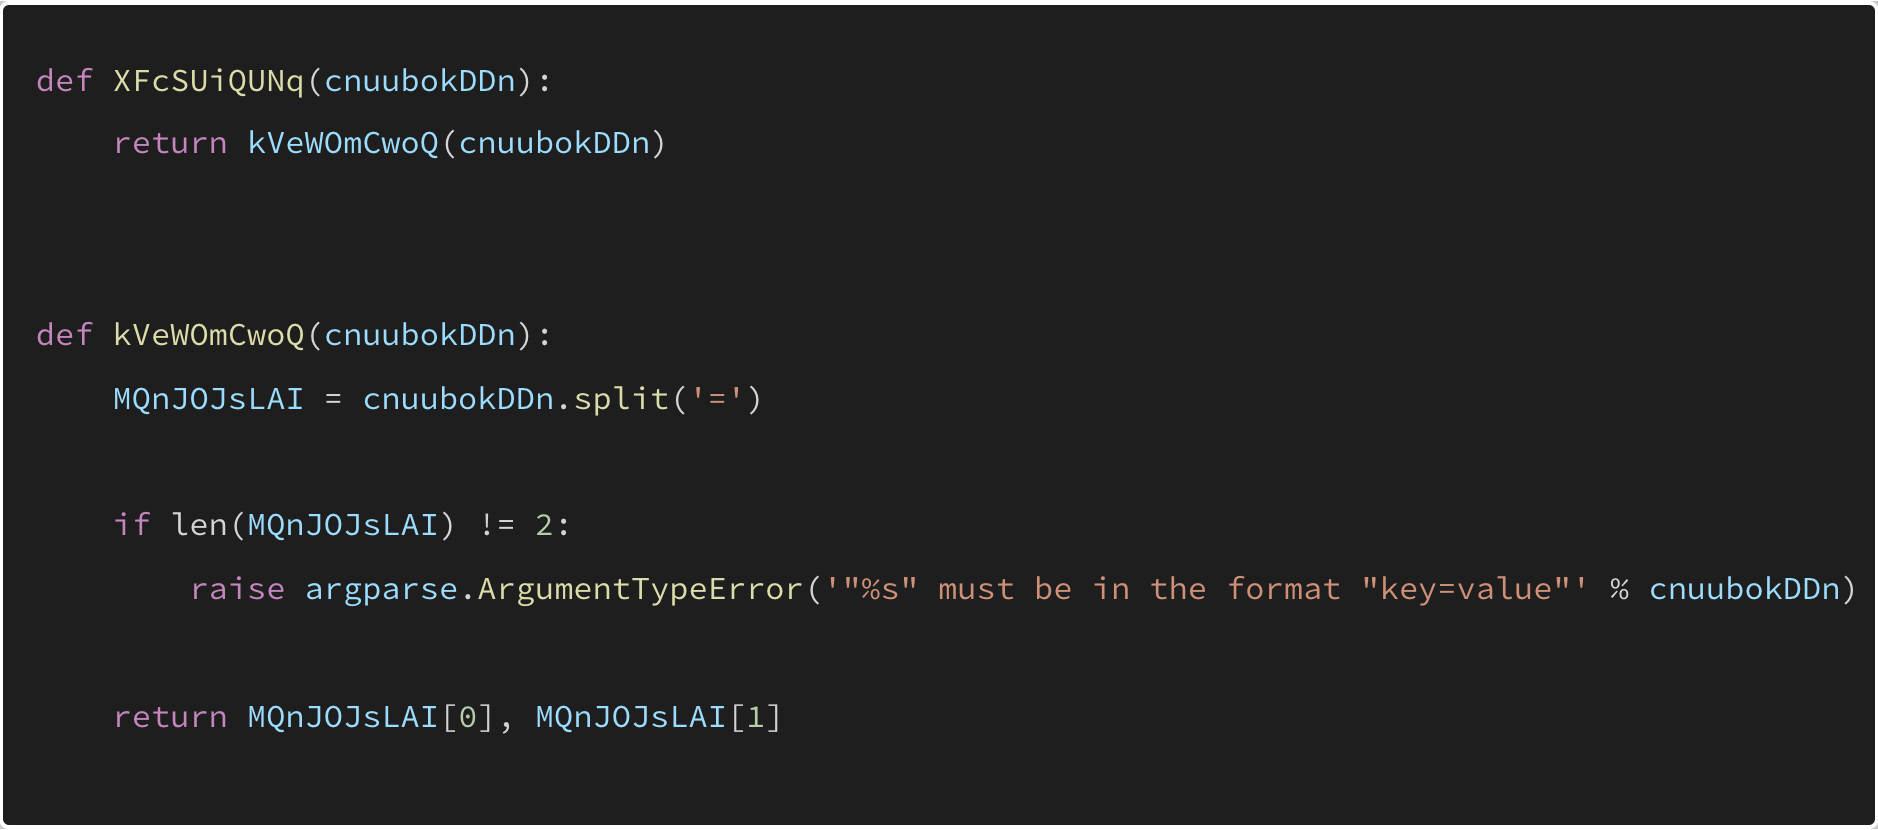 def XFcSUiQUNq(cnuubokDDn):
    return kVeWOmCwoQ(cnuubokDDn)
def kVeWOmCwoQ(cnuubokDDn):
    MQnJOJsLAI = cnuubokDDn.split('=')
    if len(MQnJOJsLAI) != 2:
        raise argparse.ArgumentTypeError('"%s" must be in the format "key=value"' % cnuubokDDn)
    return MQnJOJsLAI[0], MQnJOJsLAI[1]